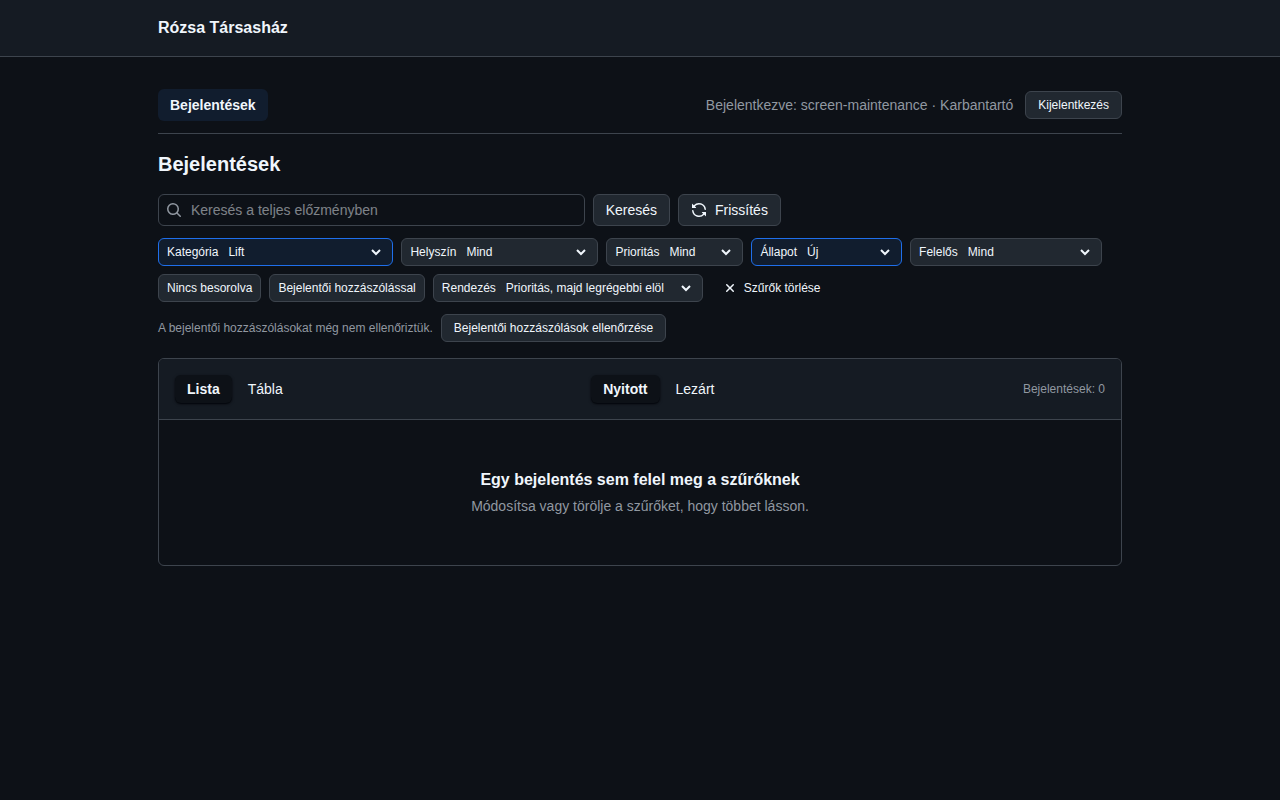 Rózsa Társasház
Bejelentések
Bejelentkezve: screen-maintenance · Karbantartó
Kijelentkezés
Bejelentések
Keresés a teljes előzményben
Keresés
Frissítés
Kategória Lift
Helyszín Mind
Prioritás Mind
Állapot Új
Felelős Mind
Nincs besorolva
Bejelentői hozzászólással
Rendezés Prioritás, majd legrégebbi elöl
Szűrők törlése
A bejelentői hozzászólásokat még nem ellenőriztük.
Bejelentői hozzászólások ellenőrzése
Lista
Tábla
Nyitott
Lezárt
Bejelentések: 0
Egy bejelentés sem felel meg a szűrőknek
Módosítsa vagy törölje a szűrőket, hogy többet lásson.